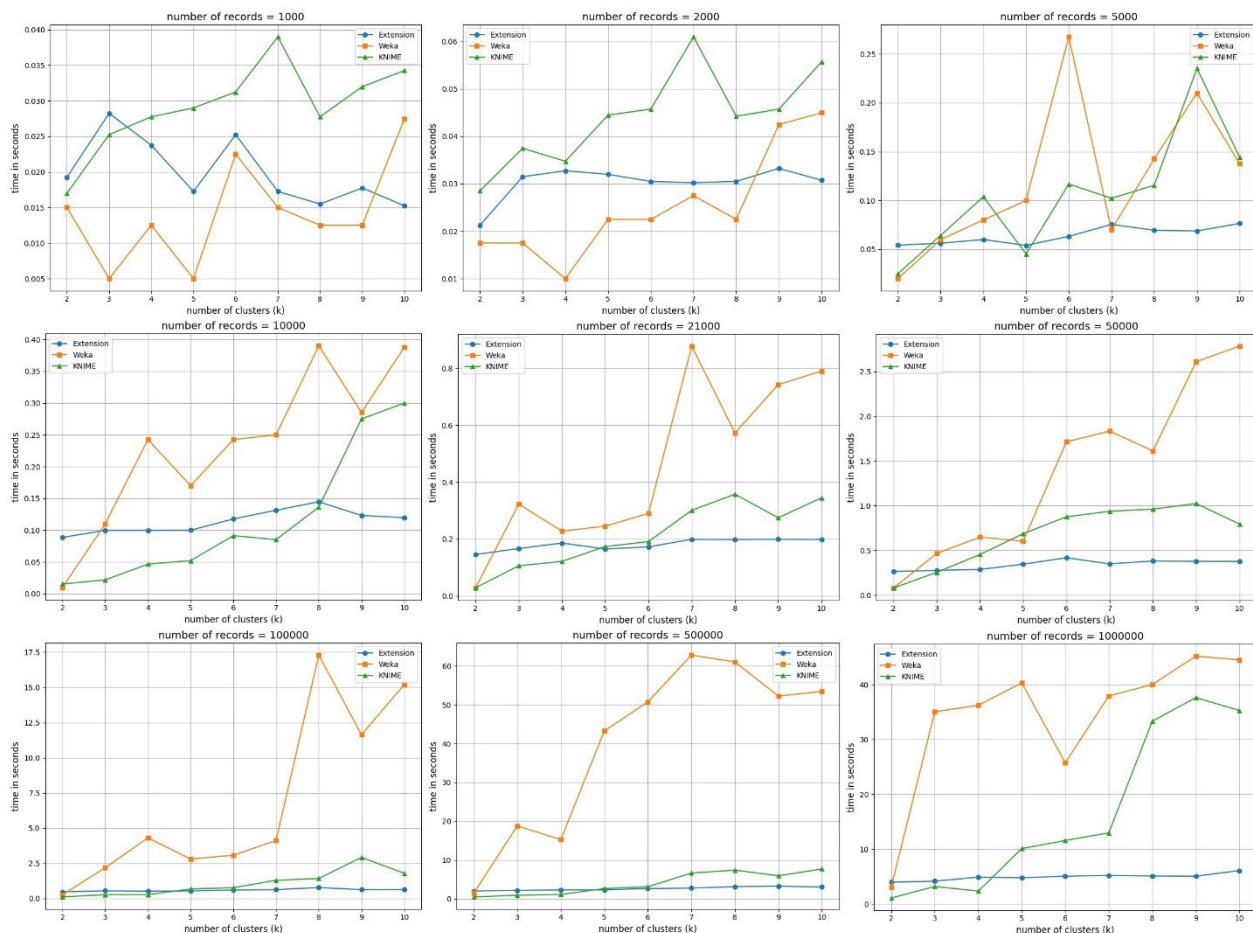 number of records = 1000
Extension
Weka
KNIME
0.040
0.035
0.030
0.025
0.020
0.015
0.010
0.005
time in seconds
2 3 4 5 6 7 8 9 10
number of clusters (k)
number of records = 2000
Extension
Weka
KNIME
0.06
0.05
0.04
0.03
0.02
0.01
time in seconds
2 3 4 5 6 7 8 9 10
number of clusters (k)
number of records = 5000
Extension
Weka
KNIME
0.25
0.20
0.15
0.10
0.05
time in seconds
2 3 4 5 6 7 8 9 10
number of clusters (k)
number of records = 10000
Extension
Weka
KNIME
0.40
0.35
0.30
0.25
0.20
0.15
0.10
0.05
0.00
time in seconds
2 3 4 5 6 7 8 9 10
number of clusters (k)
number of records = 21000
Extension
Weka
KNIME
0.8
0.6
0.4
0.2
0.0
time in seconds
2 3 4 5 6 7 8 9 10
number of clusters (k)
number of records = 50000
Extension
Weka
KNIME
2.5
2.0
1.5
1.0
0.5
0.0
time in seconds
2 3 4 5 6 7 8 9 10
number of clusters (k)
number of records = 100000
Extension
Weka
KNIME
17.5
15.0
12.5
10.0
7.5
5.0
2.5
0.0
time in seconds
2 3 4 5 6 7 8 9 10
number of clusters (k)
number of records = 500000
Extension
Weka
KNIME
60
50
40
30
20
10
0
time in seconds
2 3 4 5 6 7 8 9 10
number of clusters (k)
number of records = 1000000
Extension
Weka
KNIME
40
30
20
10
0
time in seconds
2 3 4 5 6 7 8 9 10
number of clusters (k)